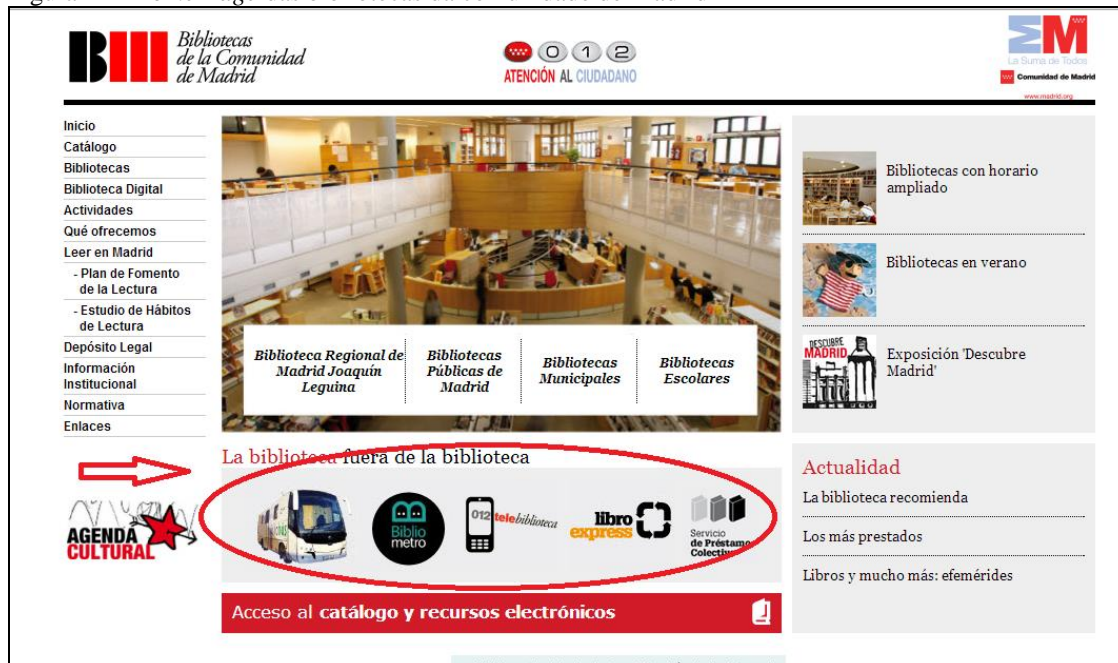 Bibliotecas
de la Comunidad
de Madrid
0 1 2
ATENCIÓN AL CIUDADANO
La Suma de Todos
Comunidad de Madrid
www.madrid.org
Inicio
Catálogo
Bibliotecas
Biblioteca Digital
Actividades
Qué ofrecemos
Leer en Madrid
- Plan de Fomento
de la Lectura
- Estudio de Hábitos
de Lectura
Depósito Legal
Información
Institucional
Normativa
Enlaces
AGENDA
CULTURAL
Biblioteca Regional de
Madrid Joaquín
Leguina
Bibliotecas
Públicas de
Madrid
Bibliotecas
Municipales
Bibliotecas
Escolares
La biblioteca fuera de la biblioteca
Biblio
metro
012 telebiblioteca
libro
express
Servicio
de Préstamo
Colectivo
Acceso al catálogo y recursos electrónicos
Bibliotecas con horario
ampliado
Bibliotecas en verano
DESCUBRE
MADRID
Exposición 'Descubre
Madrid'
Actualidad
La biblioteca recomienda
Los más prestados
Libros y mucho más: efemérides